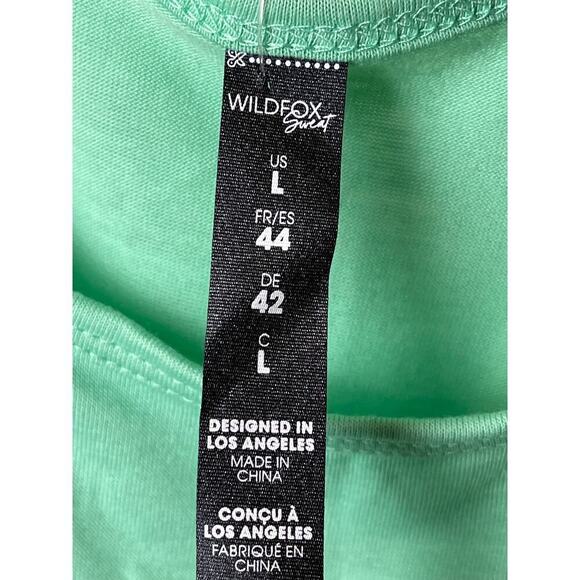 WILDFOX
Sweat
US
L
FR/ES
44
DE
42
C
L
DESIGNED IN
LOS ANGELES
MADE IN
CHINA
CONÇU À
LOS ANGELES
FABRIQUÉ EN
CHINA